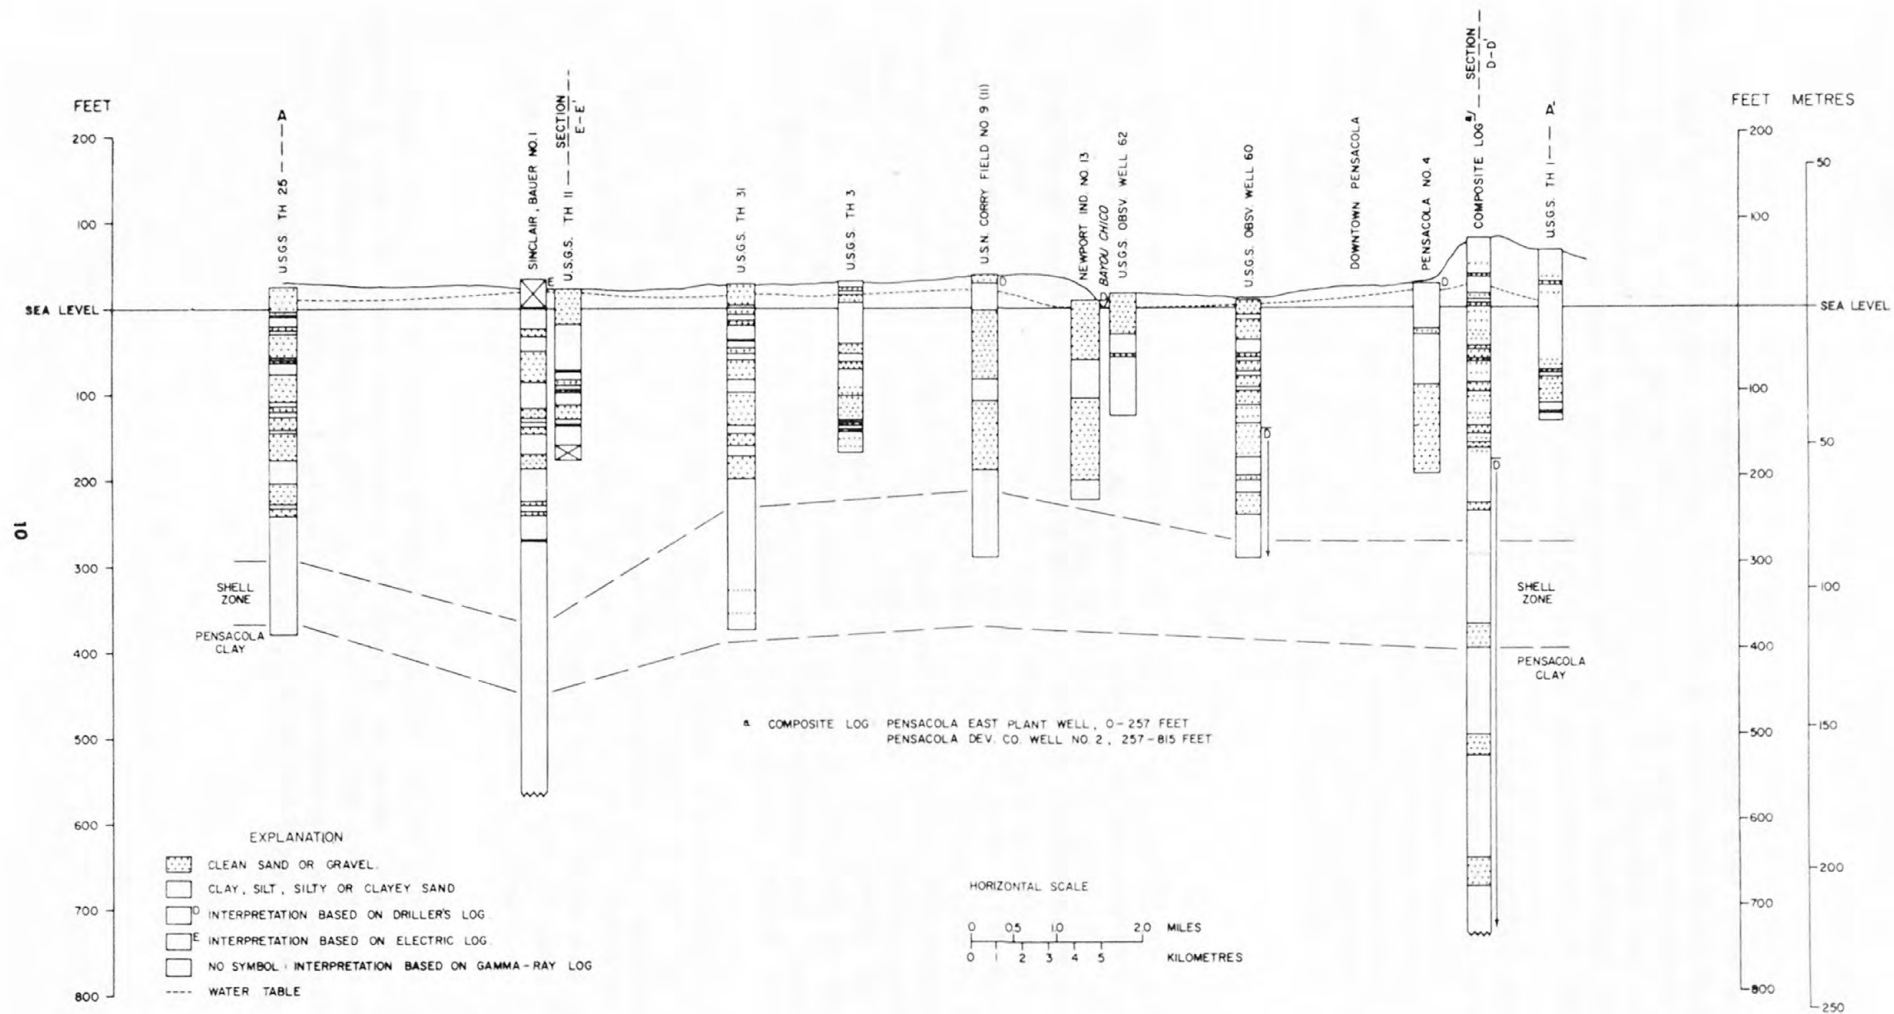 SECTION
D-D'
FEET
A
SECTION
E-E'
FEET METRES
A'
200
100
SEA LEVEL
100
200
300
400
500
600
700
800
U.S.G.S. TH 25
SINCLAIR, BAUER NO. 1
U.S.G.S. TH 11
U.S.G.S. TH 31
U.S.G.S. TH 3
U.S.N. CORRY FIELD NO 9 (11)
NEWPORT IND. NO. 13
BAYOU CHICO
U.S.G.S. OBSV. WELL 62
U.S.G.S. OBSV. WELL 60
DOWNTOWN PENSACOLA
PENSACOLA NO. 4
COMPOSITE LOG a/
U.S.G.S. TH 1
E
D
D
D
D
200
100
SEA LEVEL
100
200
300
400
500
600
700
800
50
50
100
150
200
250
10
SHELL
ZONE
PENSACOLA
CLAY
SHELL
ZONE
PENSACOLA
CLAY
a COMPOSITE LOG: PENSACOLA EAST PLANT WELL, 0-257 FEET
PENSACOLA DEV. CO. WELL NO. 2, 257-815 FEET
EXPLANATION
CLEAN SAND OR GRAVEL.
CLAY, SILT, SILTY OR CLAYEY SAND
D INTERPRETATION BASED ON DRILLER'S LOG.
E INTERPRETATION BASED ON ELECTRIC LOG.
NO SYMBOL: INTERPRETATION BASED ON GAMMA-RAY LOG
WATER TABLE
HORIZONTAL SCALE
0 0.5 1.0 2.0 MILES
0 1 2 3 4 5 KILOMETRES